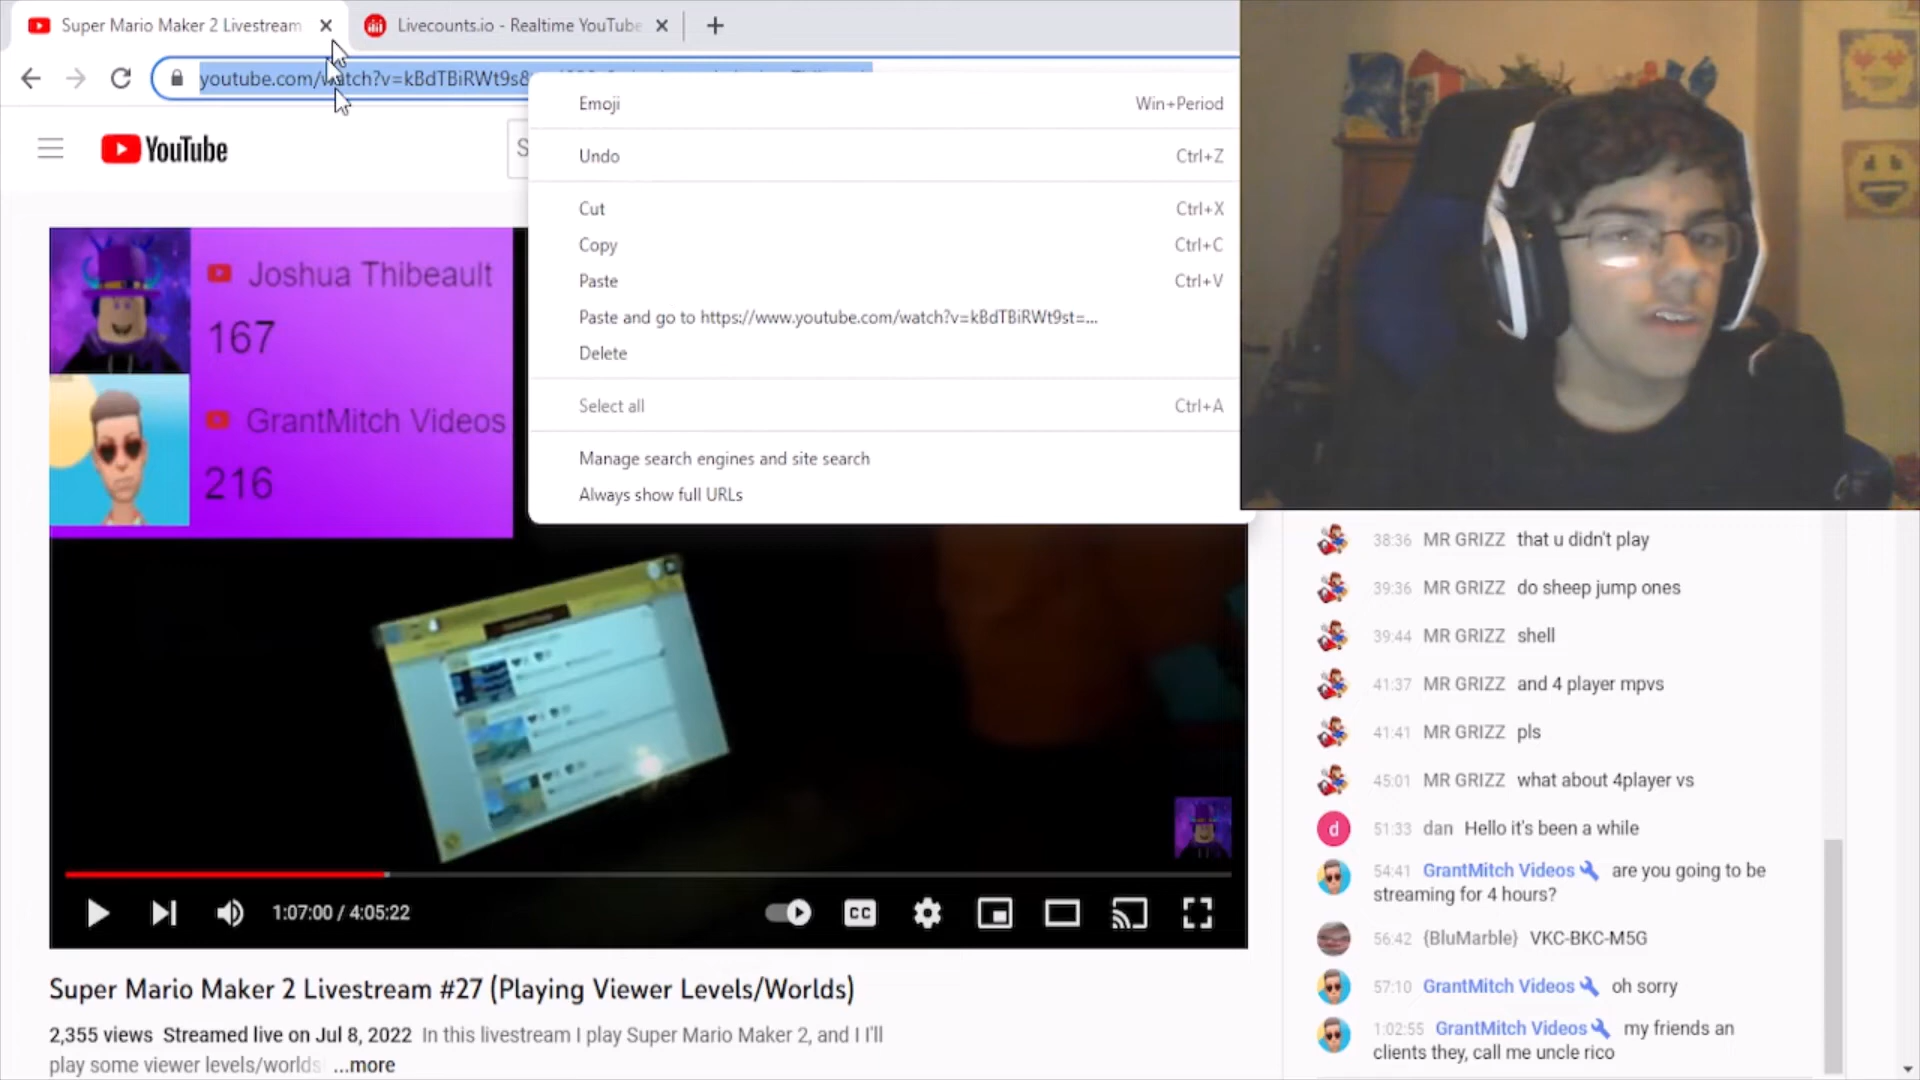 Super Mario Maker 2 Livestream
Livecounts.io - Realtime YouTube
youtube.com/watch?v=kBdTBiRWt9s&
YouTube
S
Emoji Win+Period
Undo Ctrl+Z
Cut Ctrl+X
Copy Ctrl+C
Paste Ctrl+V
Paste and go to https://www.youtube.com/watch?v=kBdTBiRWt9st=...
Delete
Select all Ctrl+A
Manage search engines and site search
Always show full URLs
Joshua Thibeault
167
GrantMitch Videos
216
CC
1:07:00 / 4:05:22
Super Mario Maker 2 Livestream #27 (Playing Viewer Levels/Worlds)
2,355 views Streamed live on Jul 8, 2022 In this livestream I play Super Mario Maker 2, and I I'll
play some viewer levels/worlds ...more
38:36 MR GRIZZ that u didn't play
39:36 MR GRIZZ do sheep jump ones
39:44 MR GRIZZ shell
41:37 MR GRIZZ and 4 player mpvs
41:41 MR GRIZZ pls
45:01 MR GRIZZ what about 4player vs
d 51:33 dan Hello it's been a while
54:41 GrantMitch Videos are you going to be
streaming for 4 hours?
56:42 {BluMarble} VKC-BKC-M5G
57:10 GrantMitch Videos oh sorry
1:02:55 GrantMitch Videos my friends an
clients they, call me uncle rico